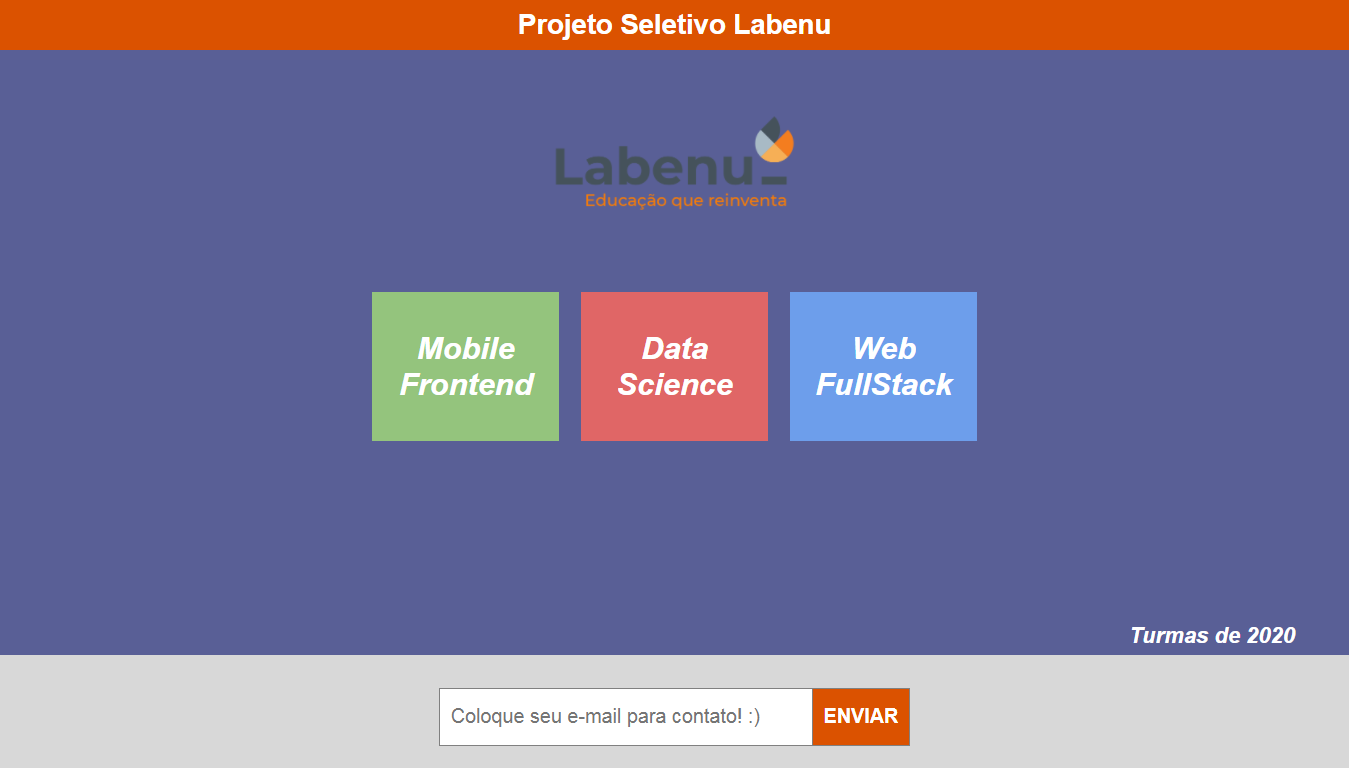 Projeto Seletivo Labenu
Labenu_
Educação que reinventa
Mobile
Frontend
Data
Science
Web
FullStack
Turmas de 2020
Coloque seu e-mail para contato! :)
ENVIAR